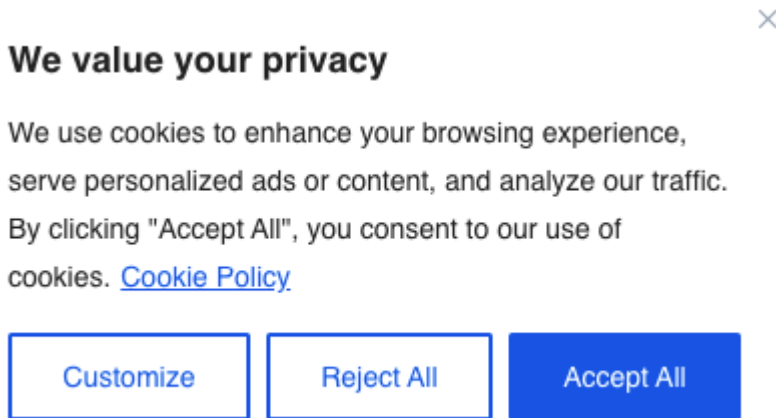 We value your privacy
We use cookies to enhance your browsing experience,
serve personalized ads or content, and analyze our traffic.
By clicking "Accept All", you consent to our use of
cookies. Cookie Policy
Customize
Reject All
Accept All